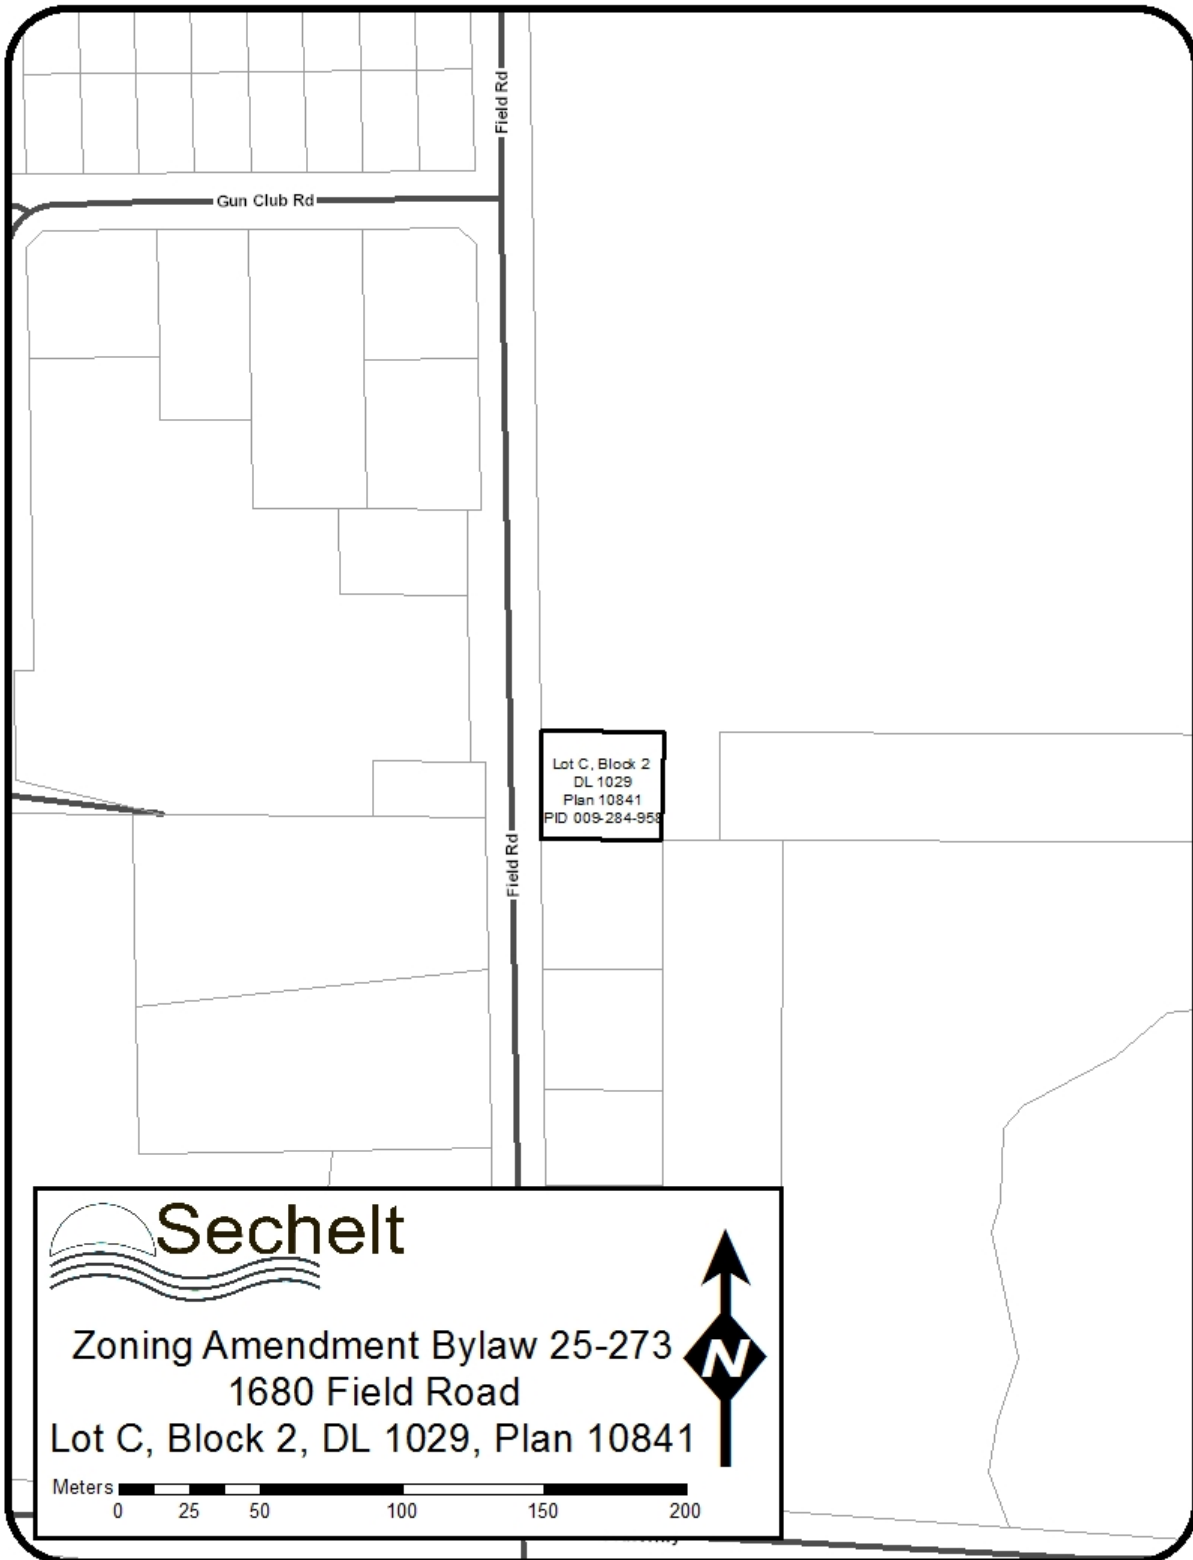 Field Rd
Gun Club Rd
Lot C, Block 2
DL 1029
Plan 10841
PID 009-284-958
Field Rd
Sechelt
Zoning Amendment Bylaw 25-273
1680 Field Road
Lot C, Block 2, DL 1029, Plan 10841
N
Meters
0 25 50 100 150 200